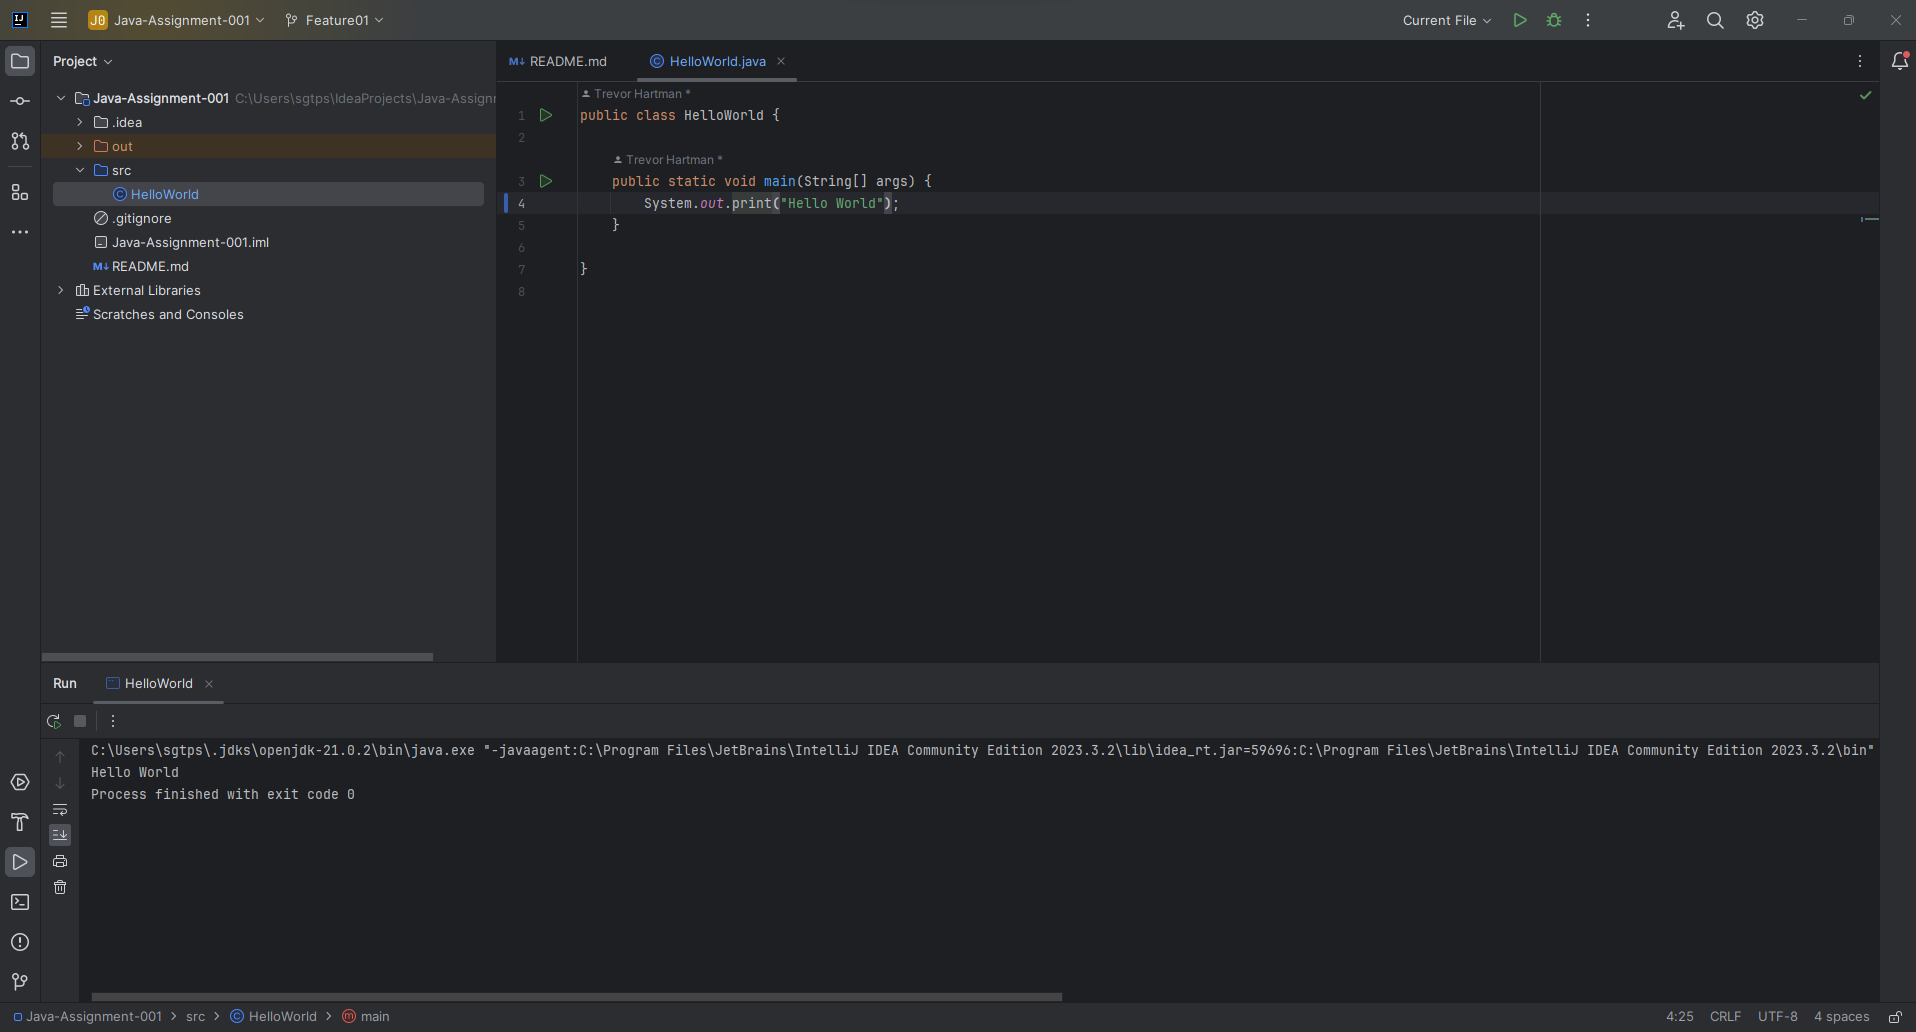 J0 Java-Assignment-001 Feature01 Current File
Project
Java-Assignment-001 C:\Users\sgtps\IdeaProjects\Java-Assignm
.idea
out
src
HelloWorld
.gitignore
Java-Assignment-001.iml
M↓ README.md
External Libraries
Scratches and Consoles
M↓ README.md HelloWorld.java
Trevor Hartman *
1 public class HelloWorld {
2
Trevor Hartman *
3 public static void main(String[] args) {
4 System.out.print("Hello World");
5 }
6
7 }
8
Run HelloWorld
C:\Users\sgtps\.jdks\openjdk-21.0.2\bin\java.exe "-javaagent:C:\Program Files\JetBrains\IntelliJ IDEA Community Edition 2023.3.2\lib\idea_rt.jar=59696:C:\Program Files\JetBrains\IntelliJ IDEA Community Edition 2023.3.2\bin"
Hello World
Process finished with exit code 0
Java-Assignment-001 > src > HelloWorld > main 4:25 CRLF UTF-8 4 spaces